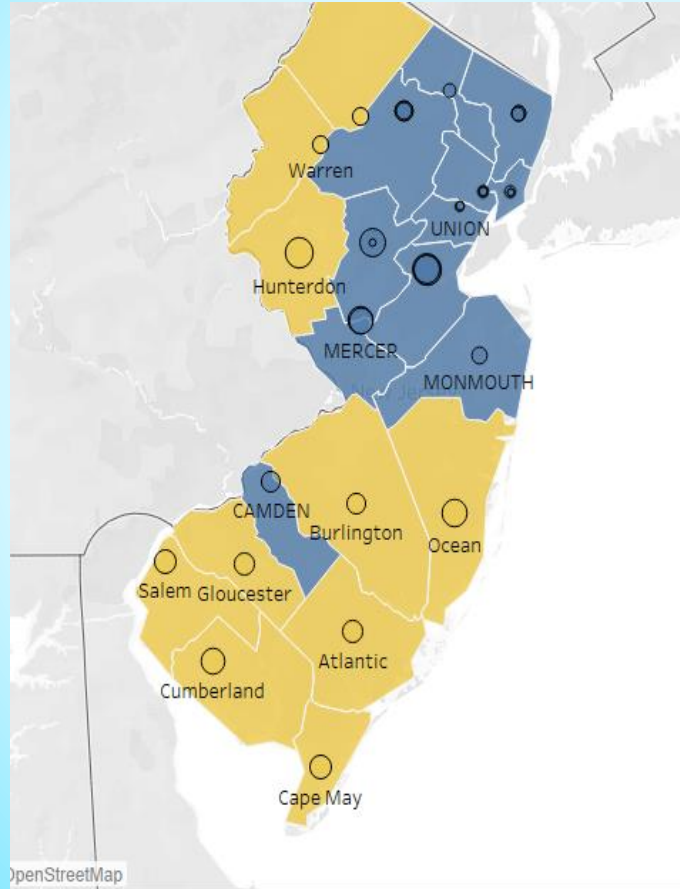 Warren
UNION
Hunterdon
MERCER
MONMOUTH
CAMDEN
Burlington
Ocean
Salem
Gloucester
Atlantic
Cumberland
Cape May
OpenStreetMap